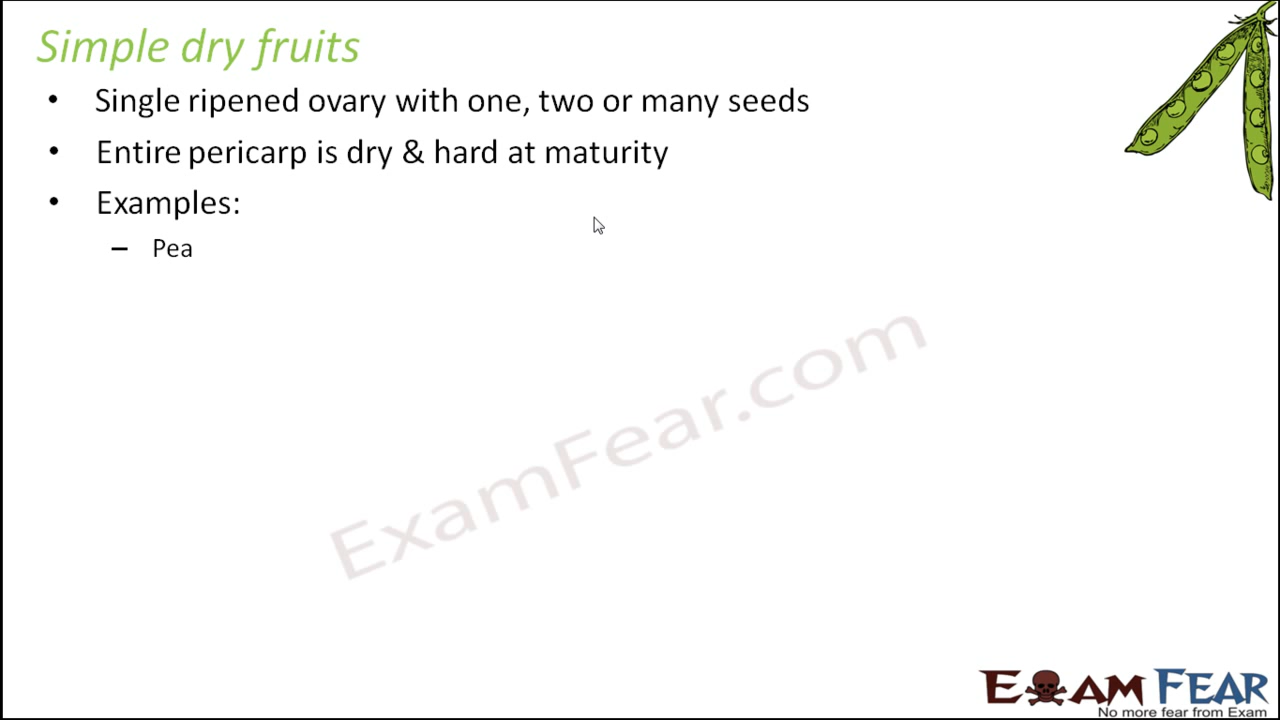 Simple dry fruits
• Single ripened ovary with one, two or many seeds
• Entire pericarp is dry & hard at maturity
• Examples:
– Pea
ExamFear.com
EXAM FEAR
No more fear from Exam